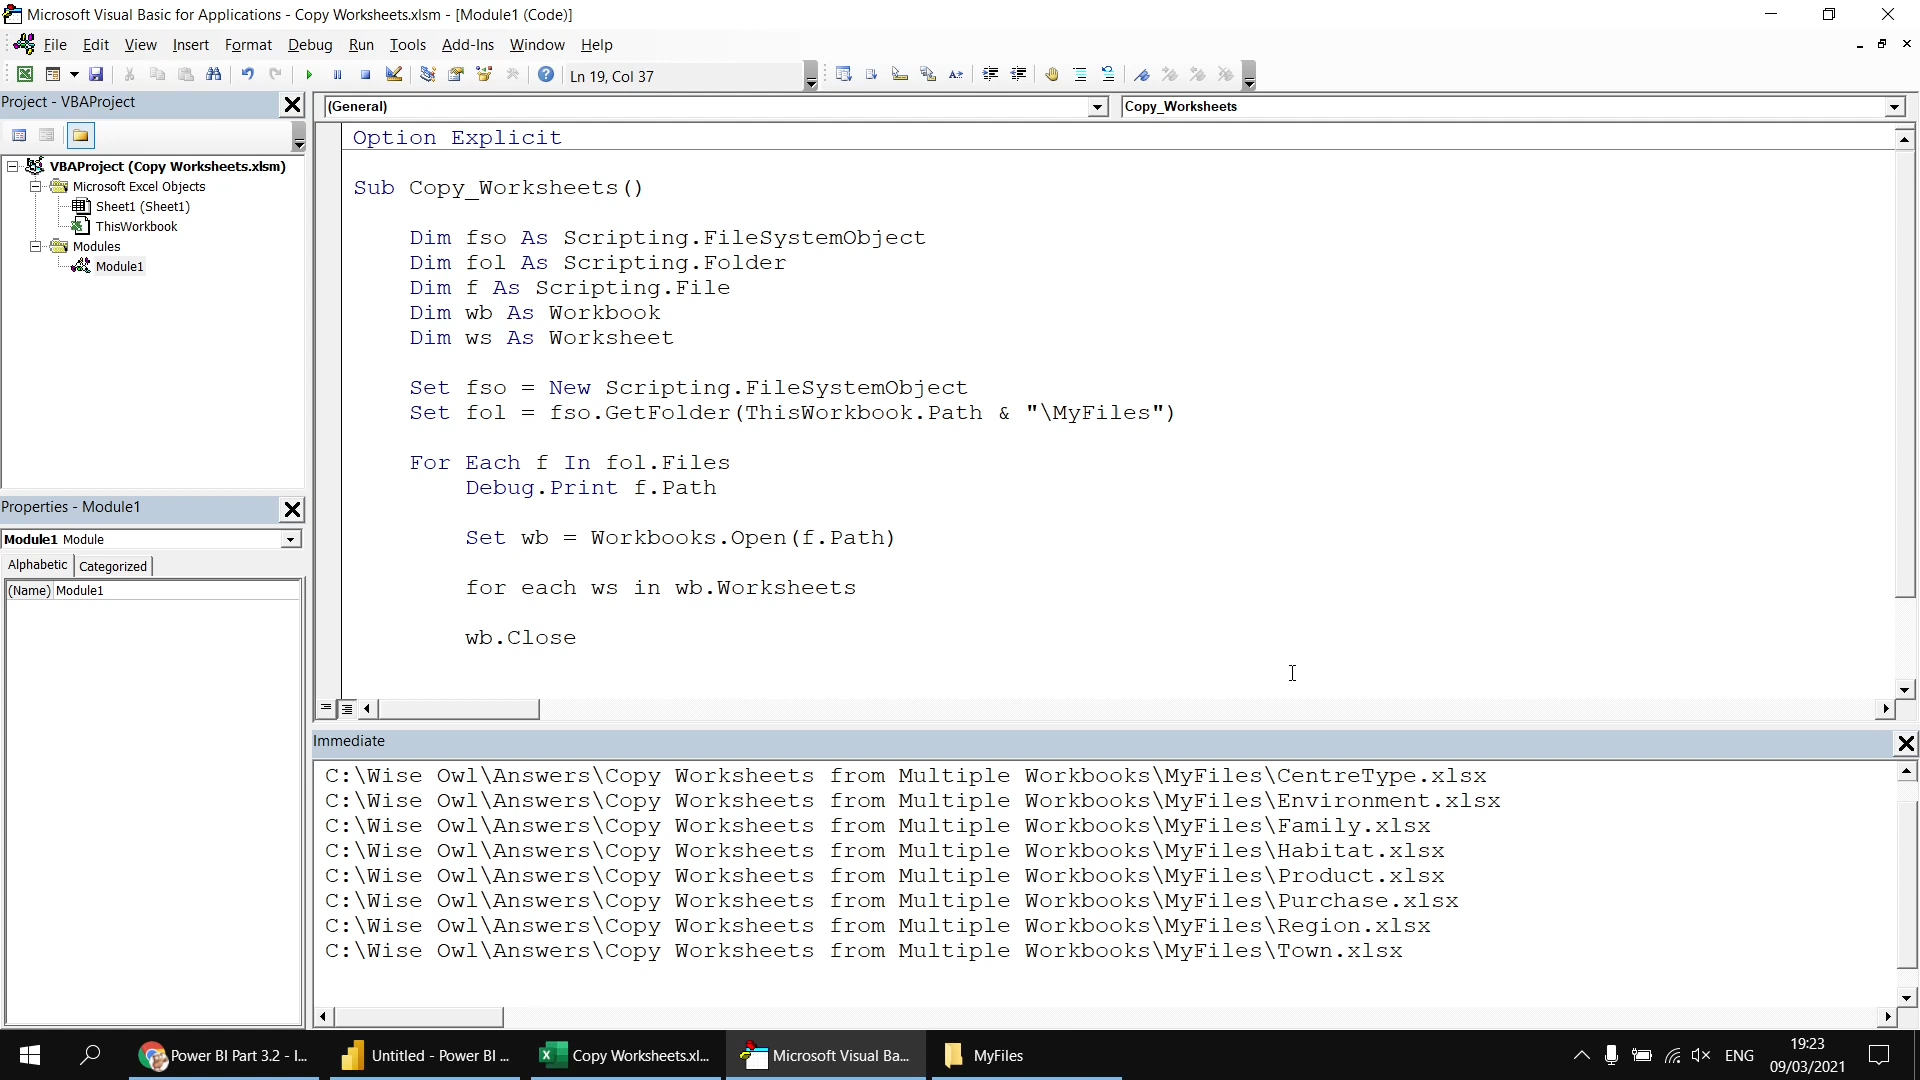 Microsoft Visual Basic for Applications - Copy Worksheets.xlsm - [Module1 (Code)]
File Edit View Insert Format Debug Run Tools Add-Ins Window Help
Ln 19, Col 37
Project - VBAProject
VBAProject (Copy Worksheets.xlsm)
Microsoft Excel Objects
Sheet1 (Sheet1)
ThisWorkbook
Modules
Module1
Properties - Module1
Module1 Module
Alphabetic Categorized
(Name) Module1
(General) Copy_Worksheets
Option Explicit
Sub Copy_Worksheets()
Dim fso As Scripting.FileSystemObject
Dim fol As Scripting.Folder
Dim f As Scripting.File
Dim wb As Workbook
Dim ws As Worksheet
Set fso = New Scripting.FileSystemObject
Set fol = fso.GetFolder(ThisWorkbook.Path & "\MyFiles")
For Each f In fol.Files
Debug.Print f.Path
Set wb = Workbooks.Open(f.Path)
for each ws in wb.Worksheets
wb.Close
Immediate
C:\Wise Owl\Answers\Copy Worksheets from Multiple Workbooks\MyFiles\CentreType.xlsx
C:\Wise Owl\Answers\Copy Worksheets from Multiple Workbooks\MyFiles\Environment.xlsx
C:\Wise Owl\Answers\Copy Worksheets from Multiple Workbooks\MyFiles\Family.xlsx
C:\Wise Owl\Answers\Copy Worksheets from Multiple Workbooks\MyFiles\Habitat.xlsx
C:\Wise Owl\Answers\Copy Worksheets from Multiple Workbooks\MyFiles\Product.xlsx
C:\Wise Owl\Answers\Copy Worksheets from Multiple Workbooks\MyFiles\Purchase.xlsx
C:\Wise Owl\Answers\Copy Worksheets from Multiple Workbooks\MyFiles\Region.xlsx
C:\Wise Owl\Answers\Copy Worksheets from Multiple Workbooks\MyFiles\Town.xlsx
Power BI Part 3.2 - I... Untitled - Power BI ... Copy Worksheets.xl... Microsoft Visual Ba... MyFiles ENG 19:23
09/03/2021